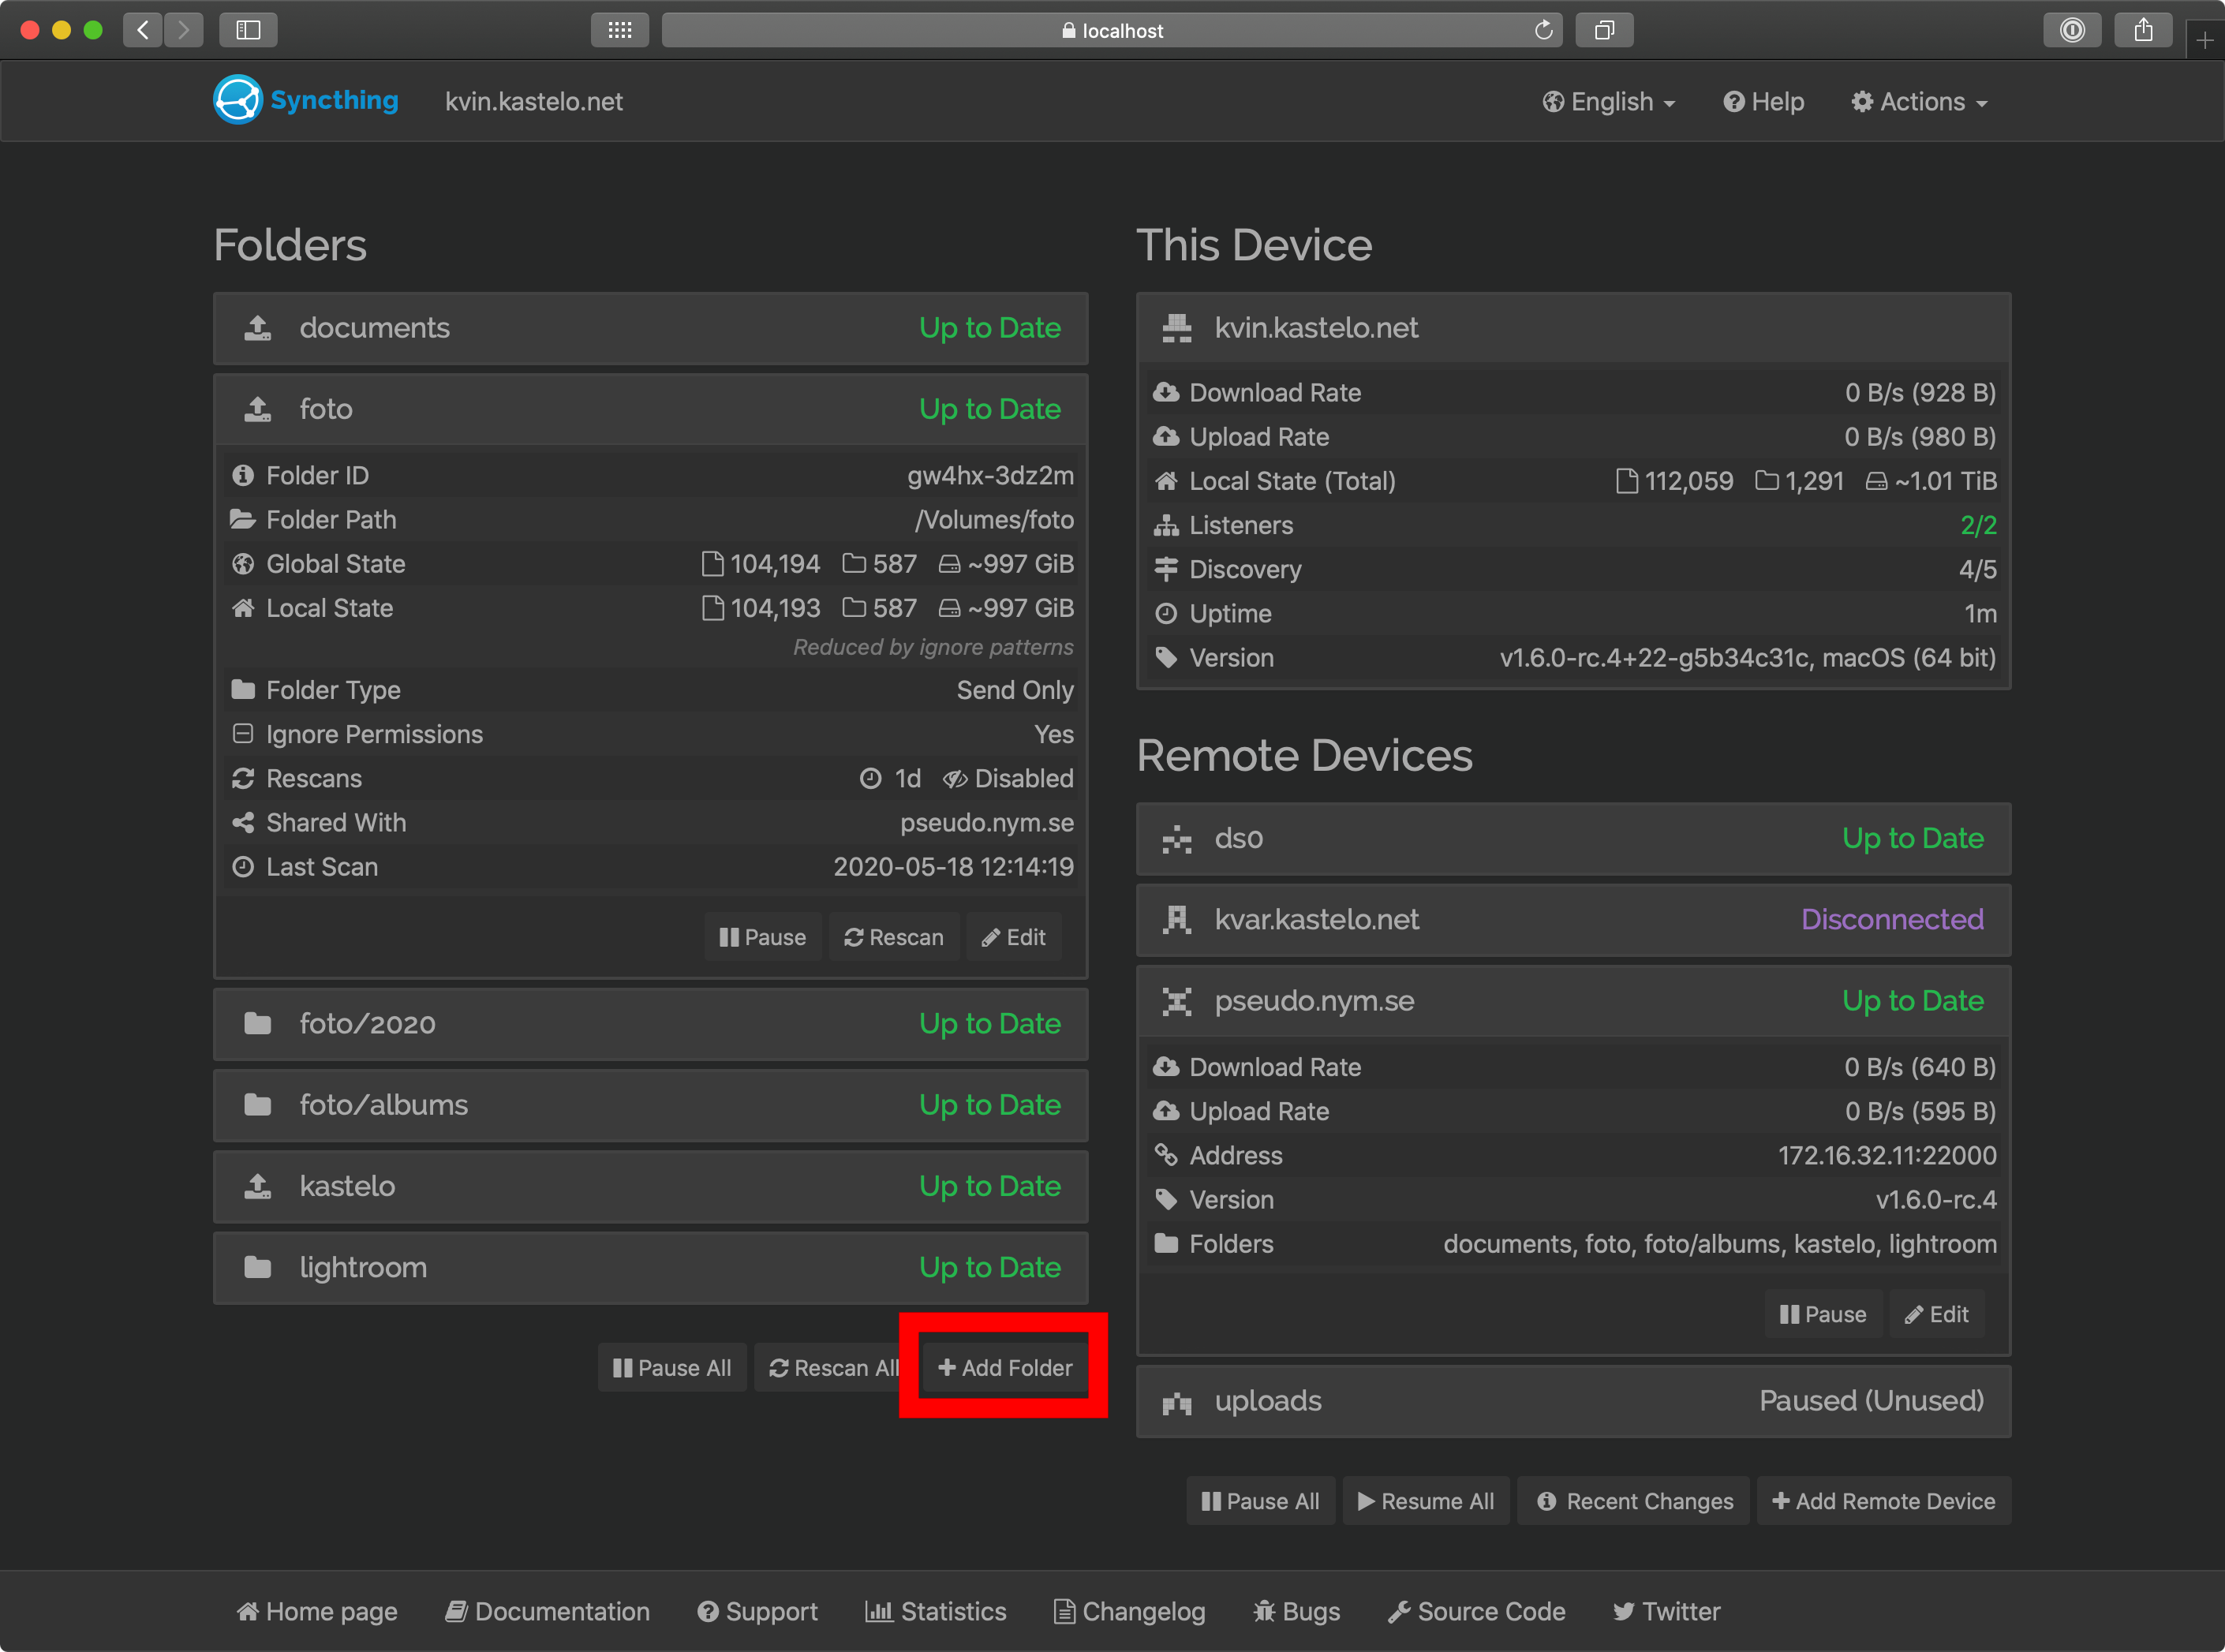 localhost
Syncthing kvin.kastelo.net English Help Actions
Folders
documents Up to Date
foto Up to Date
Folder ID gw4hx-3dz2m
Folder Path /Volumes/foto
Global State 104,194 587 ~997 GiB
Local State 104,193 587 ~997 GiB
Reduced by ignore patterns
Folder Type Send Only
Ignore Permissions Yes
Rescans 1d Disabled
Shared With pseudo.nym.se
Last Scan 2020-05-18 12:14:19
Pause Rescan Edit
foto/2020 Up to Date
foto/albums Up to Date
kastelo Up to Date
lightroom Up to Date
Pause All Rescan All Add Folder
This Device
kvin.kastelo.net
Download Rate 0 B/s (928 B)
Upload Rate 0 B/s (980 B)
Local State (Total) 112,059 1,291 ~1.01 TiB
Listeners 2/2
Discovery 4/5
Uptime 1m
Version v1.6.0-rc.4+22-g5b34c31c, macOS (64 bit)
Remote Devices
ds0 Up to Date
kvar.kastelo.net Disconnected
pseudo.nym.se Up to Date
Download Rate 0 B/s (640 B)
Upload Rate 0 B/s (595 B)
Address 172.16.32.11:22000
Version v1.6.0-rc.4
Folders documents, foto, foto/albums, kastelo, lightroom
Pause Edit
uploads Paused (Unused)
Pause All Resume All Recent Changes Add Remote Device
Home page Documentation Support Statistics Changelog Bugs Source Code Twitter